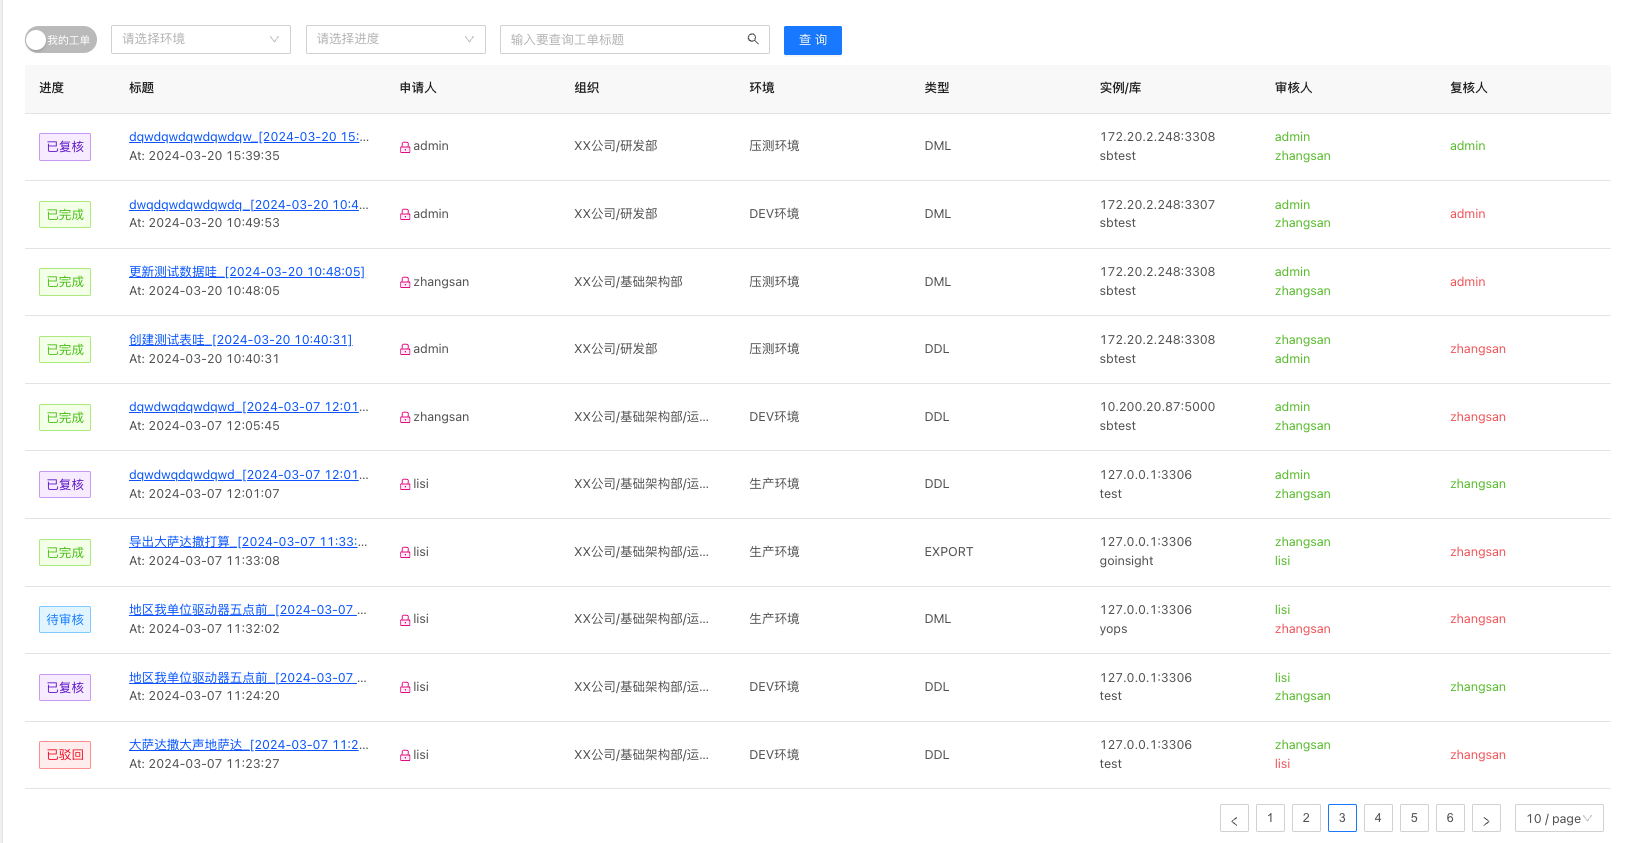 我的工单 请选择环境 请选择进度 输入要查询工单标题 查 询
进度 标题 申请人 组织 环境 类型 实例/库 审核人 复核人
已复核 dqwdqwdqwdqwdqw_[2024-03-20 15:... admin XX公司/研发部 压测环境 DML 172.20.2.248:3308 admin admin
At: 2024-03-20 15:39:35 sbtest zhangsan
已完成 dwqdqwdqwdqwdq_[2024-03-20 10:4... admin XX公司/研发部 DEV环境 DML 172.20.2.248:3307 admin admin
At: 2024-03-20 10:49:53 sbtest zhangsan
已完成 更新测试数据哇_[2024-03-20 10:48:05] zhangsan XX公司/基础架构部 压测环境 DML 172.20.2.248:3308 admin admin
At: 2024-03-20 10:48:05 sbtest zhangsan
已完成 创建测试表哇_[2024-03-20 10:40:31] admin XX公司/研发部 压测环境 DDL 172.20.2.248:3308 zhangsan zhangsan
At: 2024-03-20 10:40:31 sbtest admin
已完成 dqwdwqdqwdqwd_[2024-03-07 12:01... zhangsan XX公司/基础架构部/运... DEV环境 DDL 10.200.20.87:5000 admin zhangsan
At: 2024-03-07 12:05:45 sbtest zhangsan
已复核 dqwdwqdqwdqwd_[2024-03-07 12:01... lisi XX公司/基础架构部/运... 生产环境 DDL 127.0.0.1:3306 admin zhangsan
At: 2024-03-07 12:01:07 test zhangsan
已完成 导出大萨达撒打算_[2024-03-07 11:33:... lisi XX公司/基础架构部/运... 生产环境 EXPORT 127.0.0.1:3306 zhangsan zhangsan
At: 2024-03-07 11:33:08 goinsight lisi
待审核 地区我单位驱动器五点前_[2024-03-07 ... lisi XX公司/基础架构部/运... 生产环境 DML 127.0.0.1:3306 lisi zhangsan
At: 2024-03-07 11:32:02 yops zhangsan
已复核 地区我单位驱动器五点前_[2024-03-07 ... lisi XX公司/基础架构部/运... DEV环境 DDL 127.0.0.1:3306 lisi zhangsan
At: 2024-03-07 11:24:20 test zhangsan
已驳回 大萨达撒大声地萨达_[2024-03-07 11:2... lisi XX公司/基础架构部/运... DEV环境 DDL 127.0.0.1:3306 zhangsan zhangsan
At: 2024-03-07 11:23:27 test lisi
< 1 2 3 4 5 6 > 10 / page